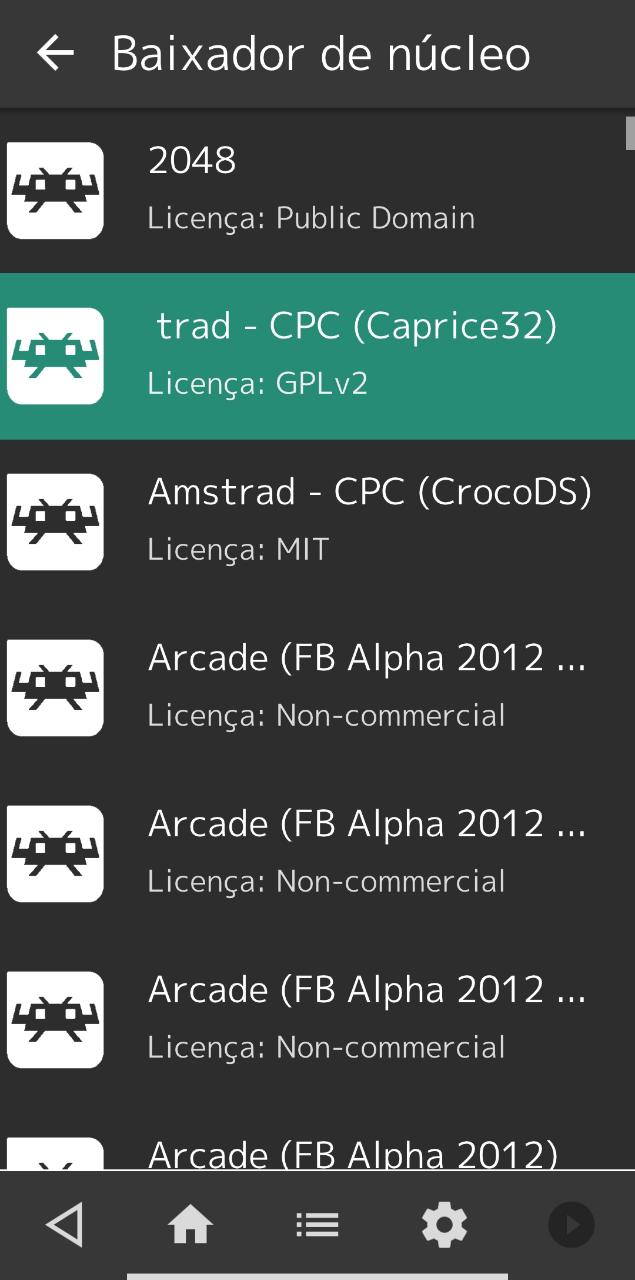 Baixador de núcleo
2048
Licença: Public Domain
trad - CPC (Caprice32)
Licença: GPLv2
Amstrad - CPC (CrocoDS)
Licença: MIT
Arcade (FB Alpha 2012 ...
Licença: Non-commercial
Arcade (FB Alpha 2012 ...
Licença: Non-commercial
Arcade (FB Alpha 2012 ...
Licença: Non-commercial
Arcade (FB Alpha 2012)